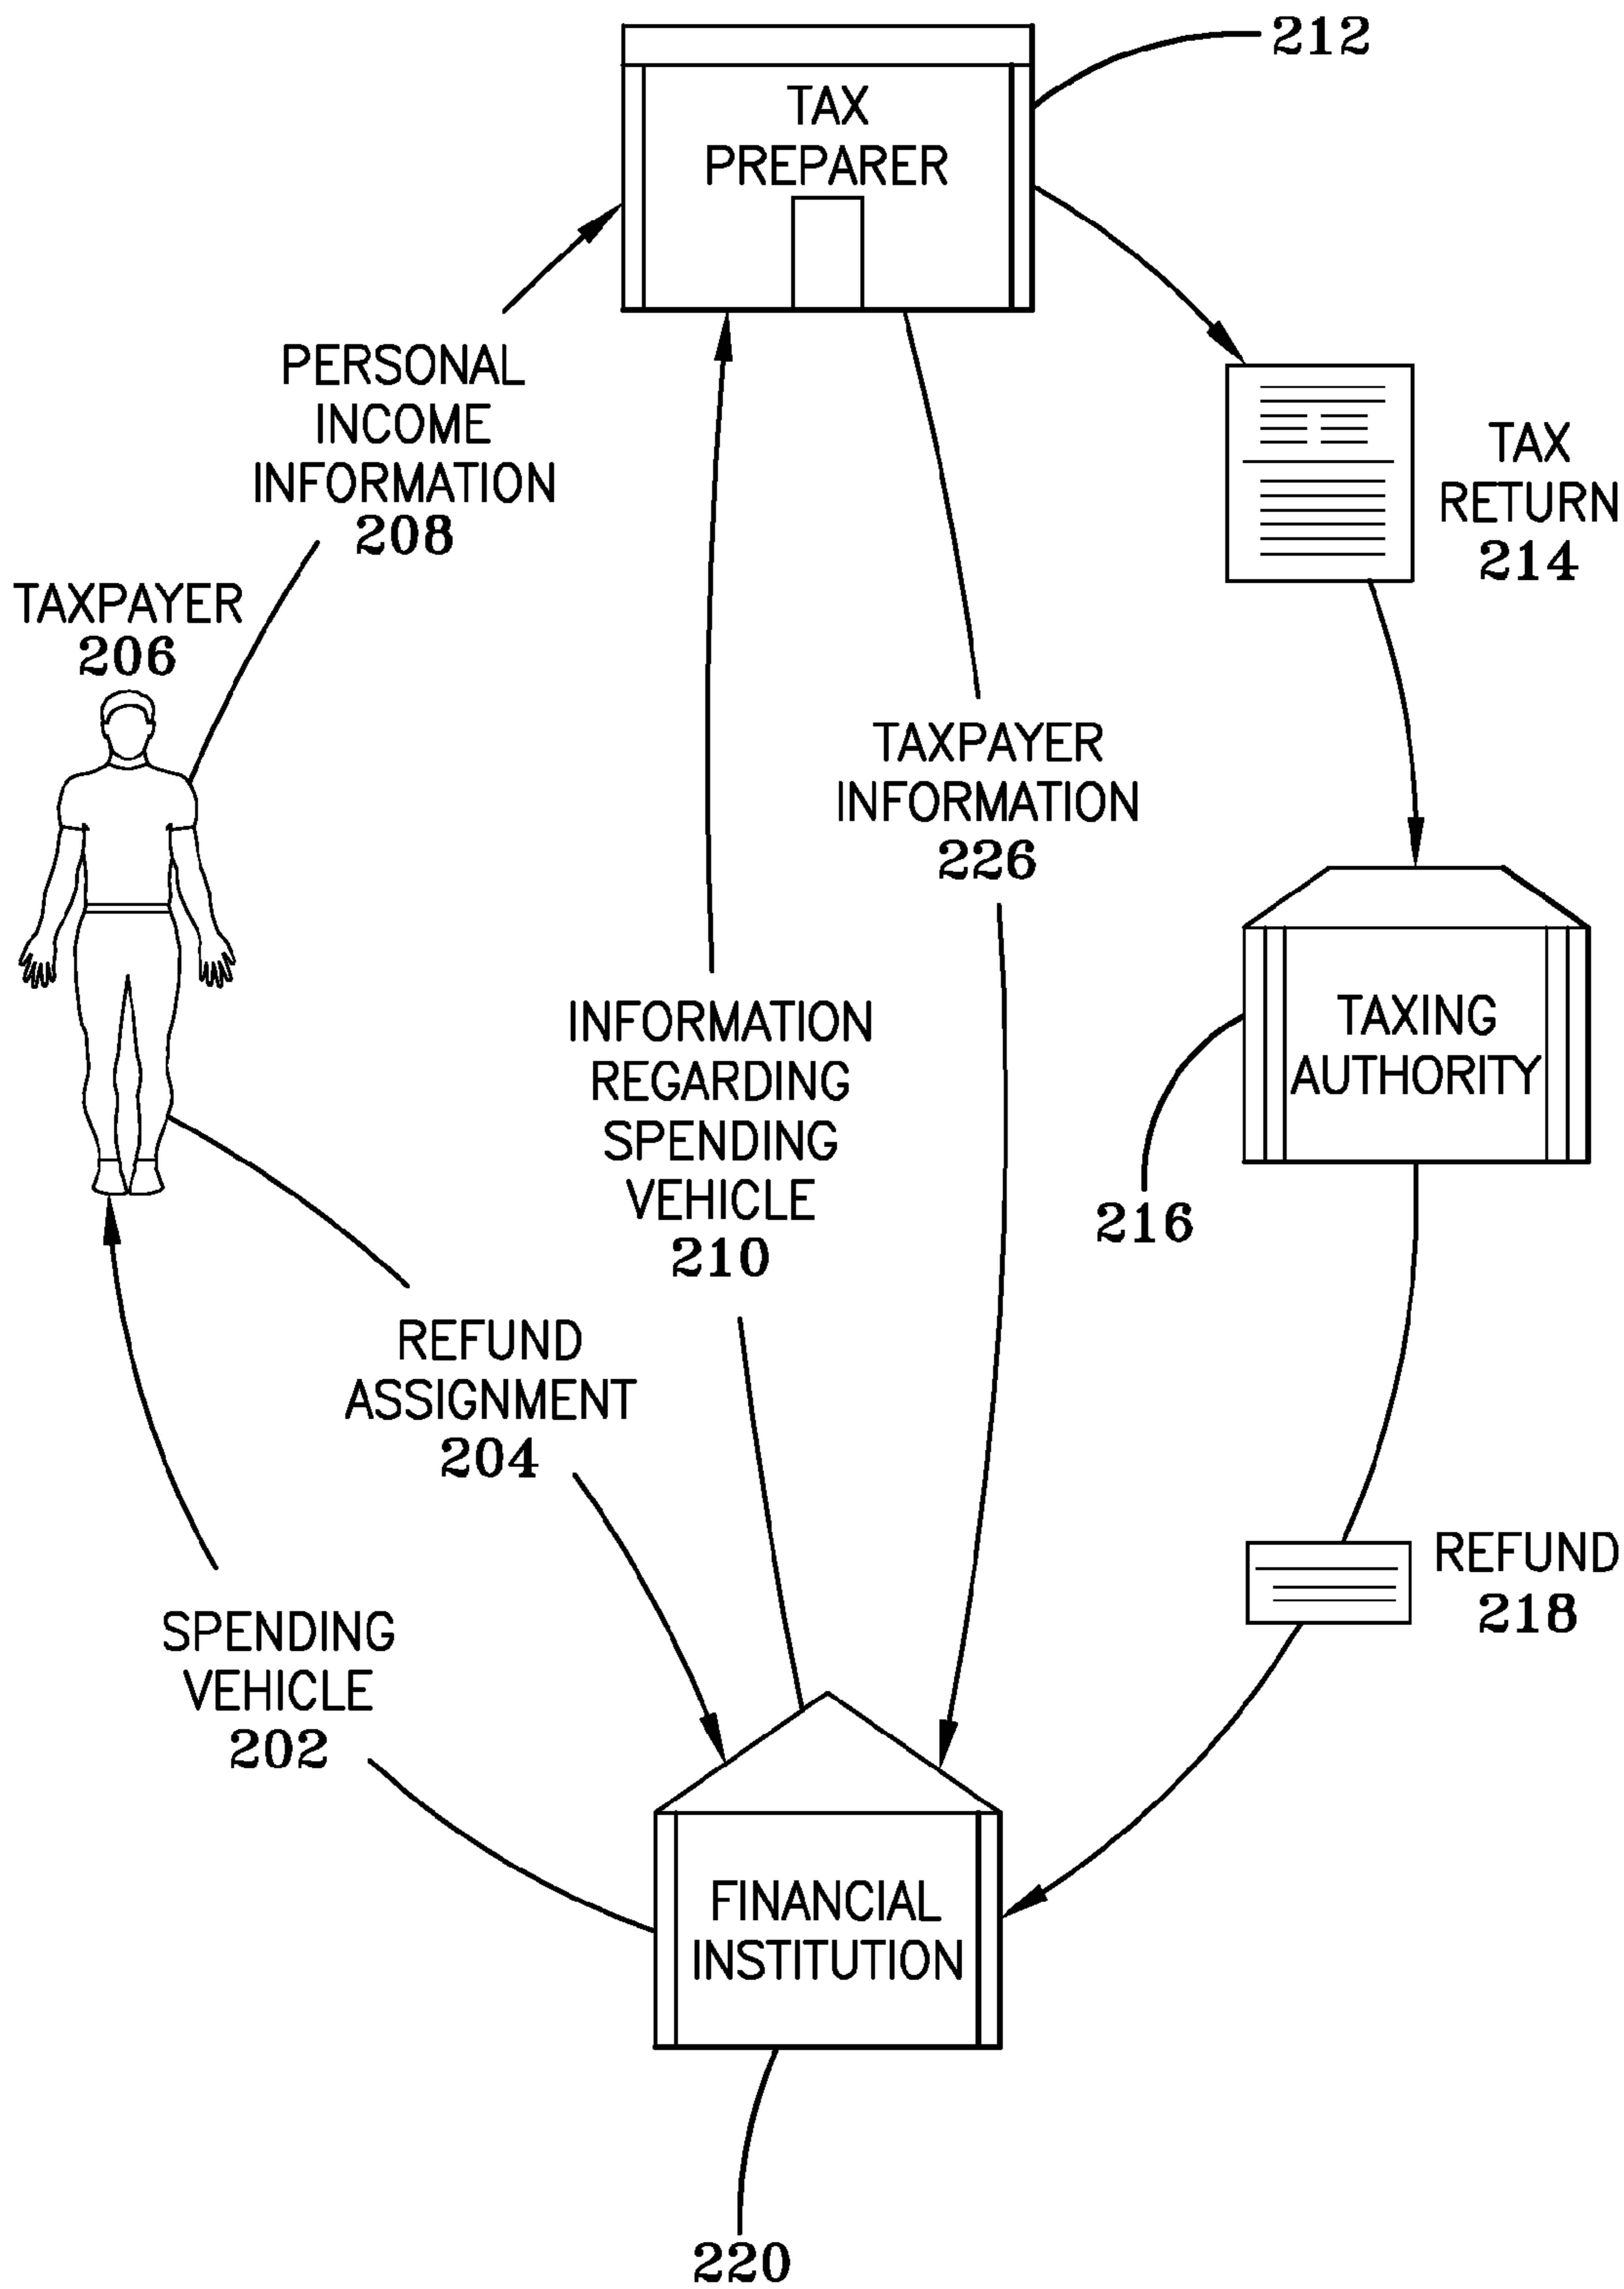 212
TAX
PREPARER
PERSONAL
INCOME
INFORMATION
208
TAX
RETURN
214
TAXPAYER
206
TAXPAYER
INFORMATION
226
INFORMATION
REGARDING
SPENDING
VEHICLE
210
TAXING
AUTHORITY
216
REFUND
ASSIGNMENT
204
REFUND
218
SPENDING
VEHICLE
202
FINANCIAL
INSTITUTION
220